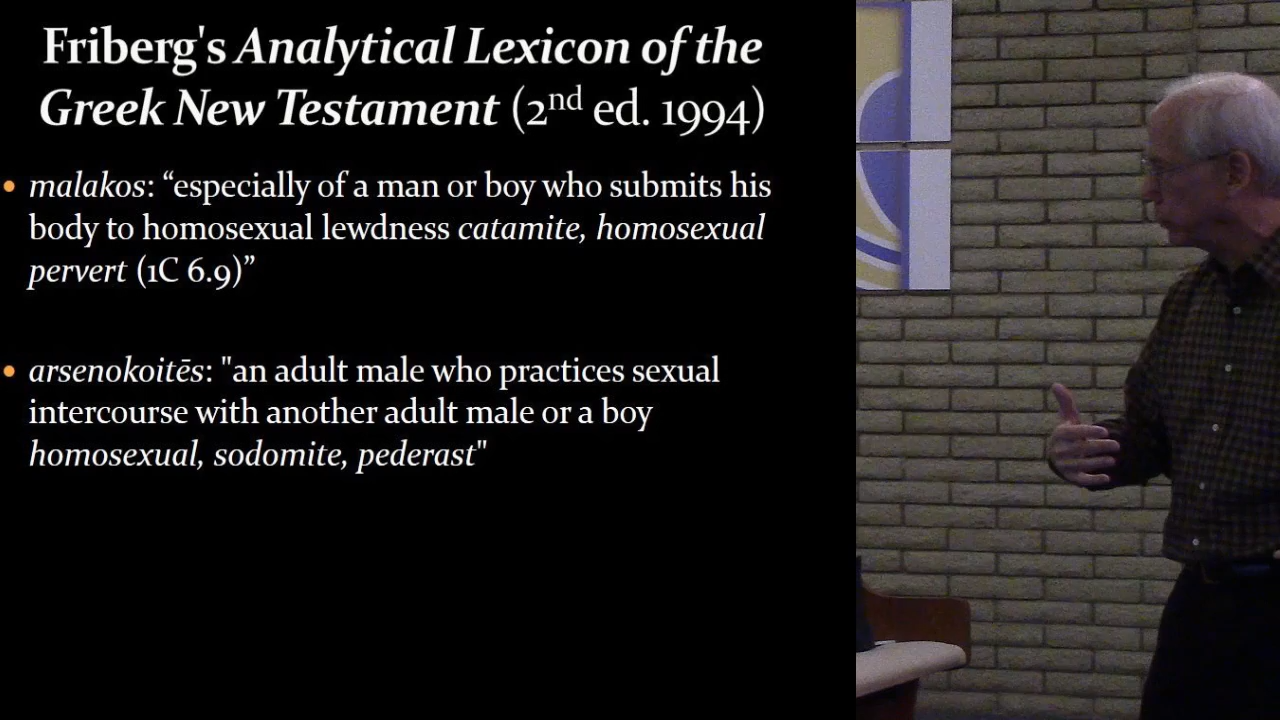 Friberg's Analytical Lexicon of the
Greek New Testament (2nd ed. 1994)
• malakos: “especially of a man or boy who submits his
body to homosexual lewdness catamite, homosexual
pervert (1C 6.9)”
• arsenokoitēs: "an adult male who practices sexual
intercourse with another adult male or a boy
homosexual, sodomite, pederast"